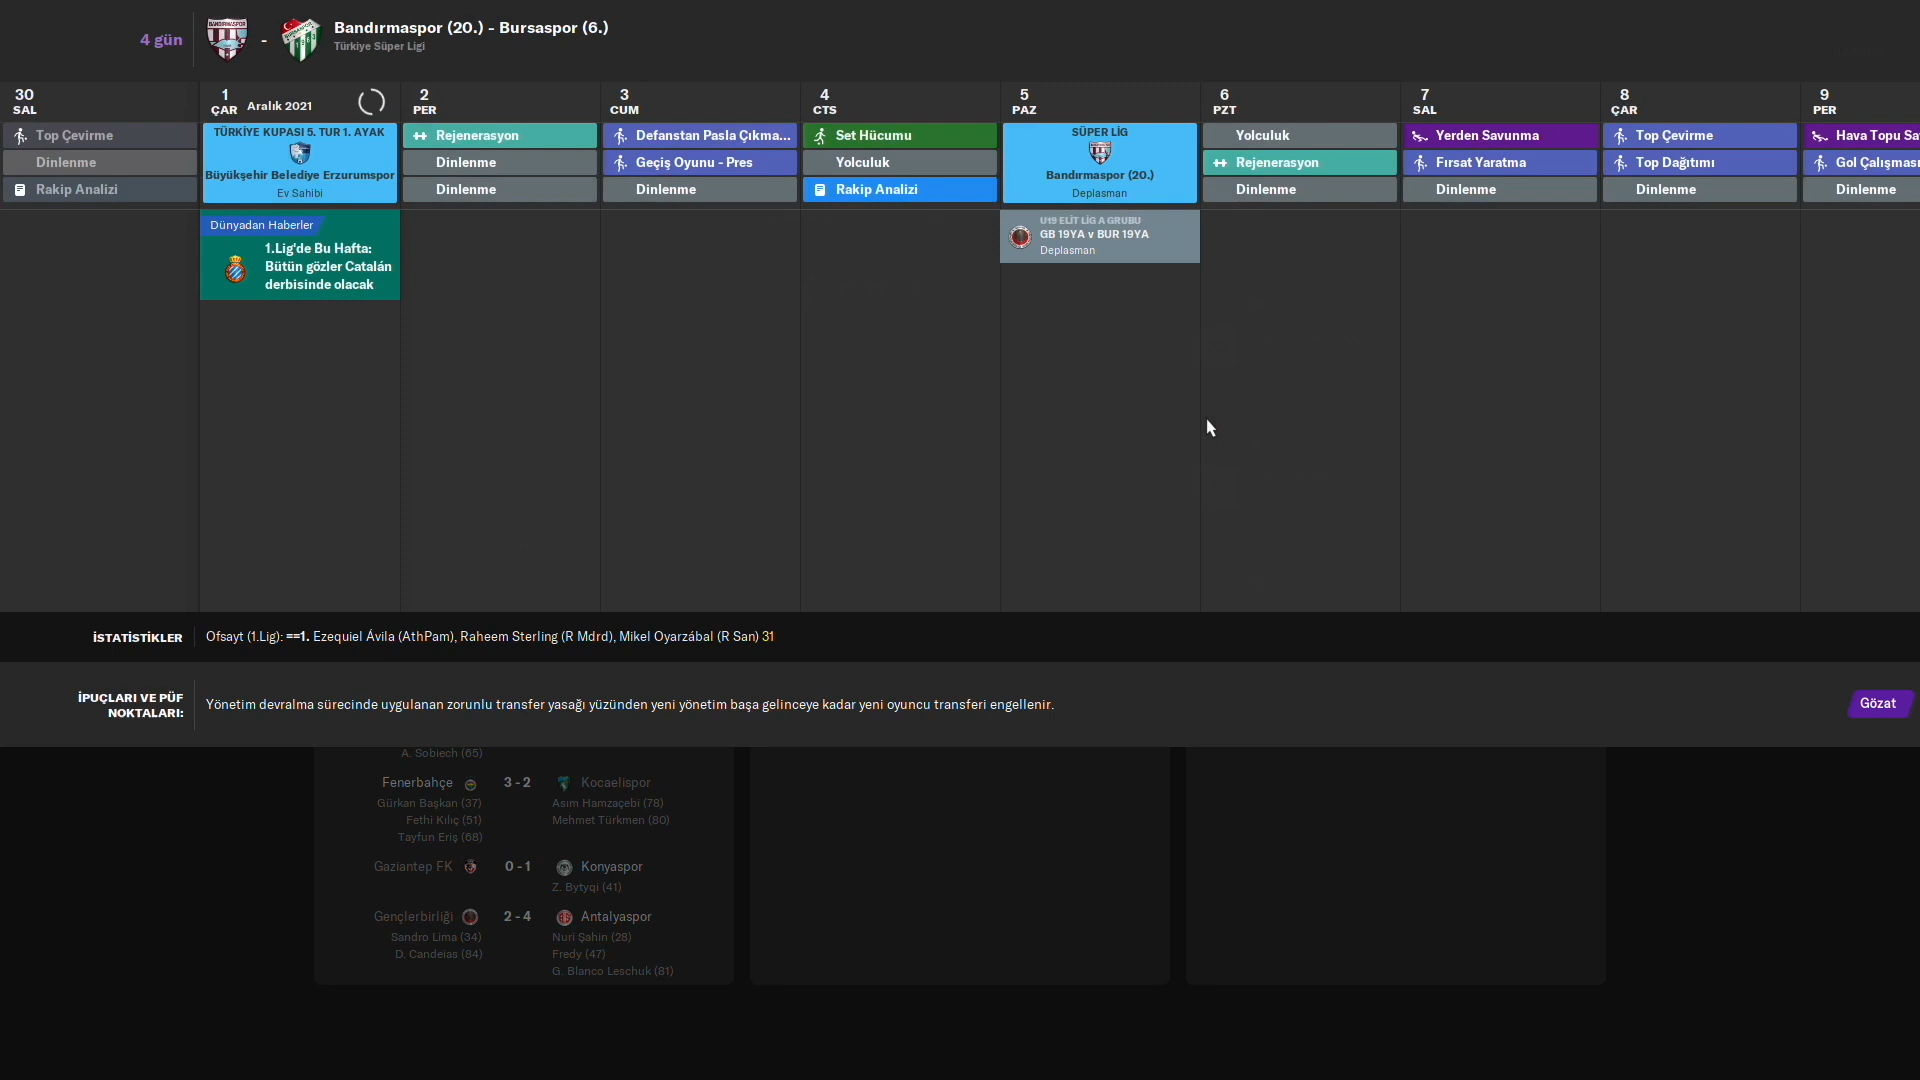 4 gün
-
Bandırmaspor (20.) - Bursaspor (6.)
Türkiye Süper Ligi
30
SAL
Top Çevirme
Dinlenme
Rakip Analizi
1
ÇAR
Aralık 2021
TÜRKİYE KUPASI 5. TUR 1. AYAK
Büyükşehir Belediye Erzurumspor
Ev Sahibi
Dünyadan Haberler
1.Lig'de Bu Hafta:
Bütün gözler Catalán
derbisinde olacak
2
PER
Rejenerasyon
Dinlenme
Dinlenme
3
CUM
Defanstan Pasla Çıkma...
Geçiş Oyunu - Pres
Dinlenme
4
CTS
Set Hücumu
Yolculuk
Rakip Analizi
5
PAZ
SÜPER LİG
Bandırmaspor (20.)
Deplasman
U19 ELİT LİG A GRUBU
GB 19YA v BUR 19YA
Deplasman
6
PZT
Yolculuk
Rejenerasyon
Dinlenme
7
SAL
Yerden Savunma
Fırsat Yaratma
Dinlenme
8
ÇAR
Top Çevirme
Top Dağıtımı
Dinlenme
9
PER
Hava Topu Sa
Gol Çalışması
Dinlenme
İSTATİSTİKLER
Ofsayt (1.Lig): ==1. Ezequiel Ávila (AthPam), Raheem Sterling (R Mdrd), Mikel Oyarzábal (R San) 31
İPUÇLARI VE PÜF
NOKTALARI:
Yönetim devralma sürecinde uygulanan zorunlu transfer yasağı yüzünden yeni yönetim başa gelinceye kadar yeni oyuncu transferi engellenir.
Gözat
A. Sobiech (65)
Fenerbahçe 3 - 2 Kocaelispor
Gürkan Başkan (37) Asım Hamzaçebi (78)
Fethi Kılıç (51) Mehmet Türkmen (80)
Tayfun Eriş (68)
Gaziantep FK 0 - 1 Konyaspor
Z. Bytyqi (41)
Gençlerbirliği 2 - 4 Antalyaspor
Sandro Lima (34) Nuri Şahin (28)
D. Candeias (84) Fredy (47)
G. Blanco Leschuk (81)